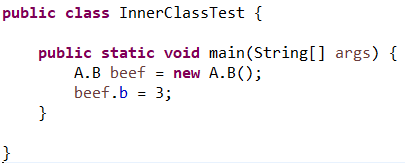 public class InnerClassTest {
public static void main(String[] args) {
A.B beef = new A.B();
beef.b = 3;
}
}